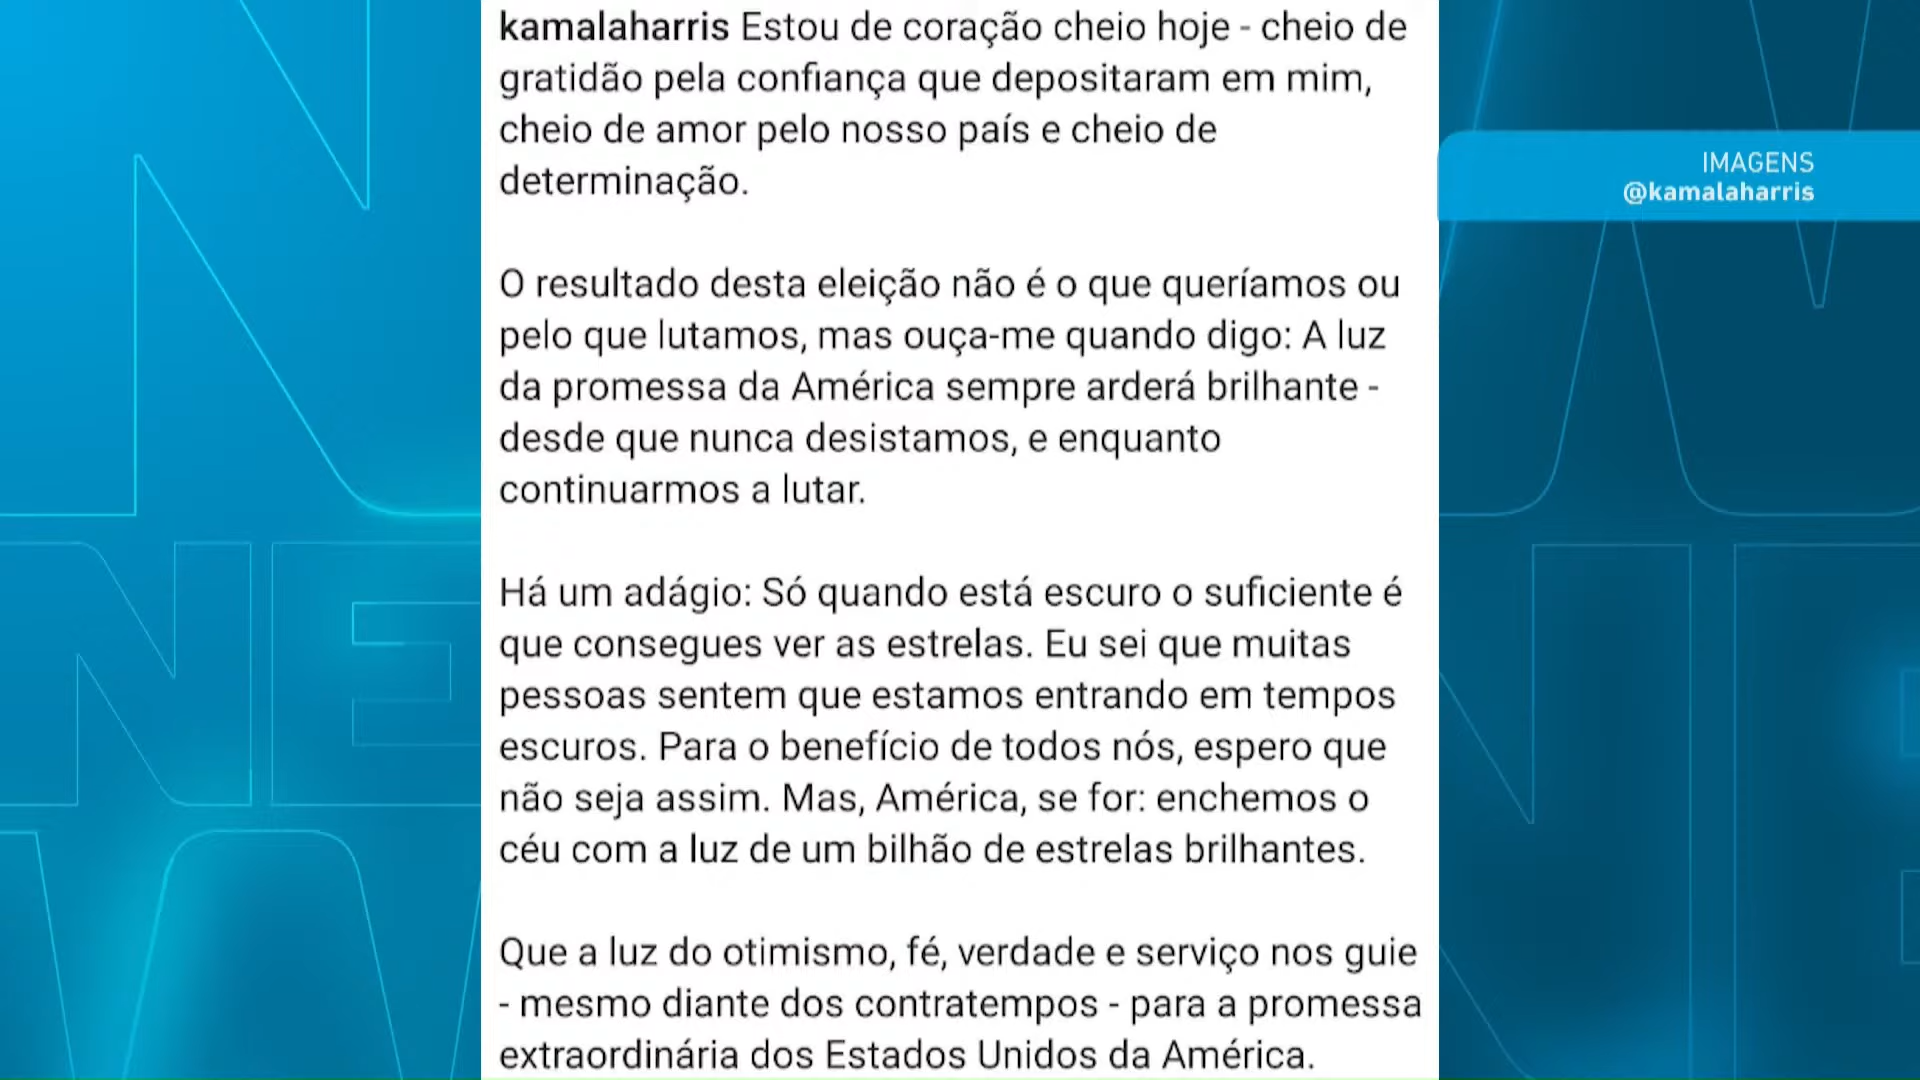 kamalaharris Estou de coração cheio hoje - cheio de
gratidão pela confiança que depositaram em mim,
cheio de amor pelo nosso país e cheio de
determinação.
O resultado desta eleição não é o que queríamos ou
pelo que lutamos, mas ouça-me quando digo: A luz
da promessa da América sempre arderá brilhante -
desde que nunca desistamos, e enquanto
continuarmos a lutar.
Há um adágio: Só quando está escuro o suficiente é
que consegues ver as estrelas. Eu sei que muitas
pessoas sentem que estamos entrando em tempos
escuros. Para o benefício de todos nós, espero que
não seja assim. Mas, América, se for: enchemos o
céu com a luz de um bilhão de estrelas brilhantes.
Que a luz do otimismo, fé, verdade e serviço nos guie
- mesmo diante dos contratempos - para a promessa
extraordinária dos Estados Unidos da América.
IMAGENS
@kamalaharris